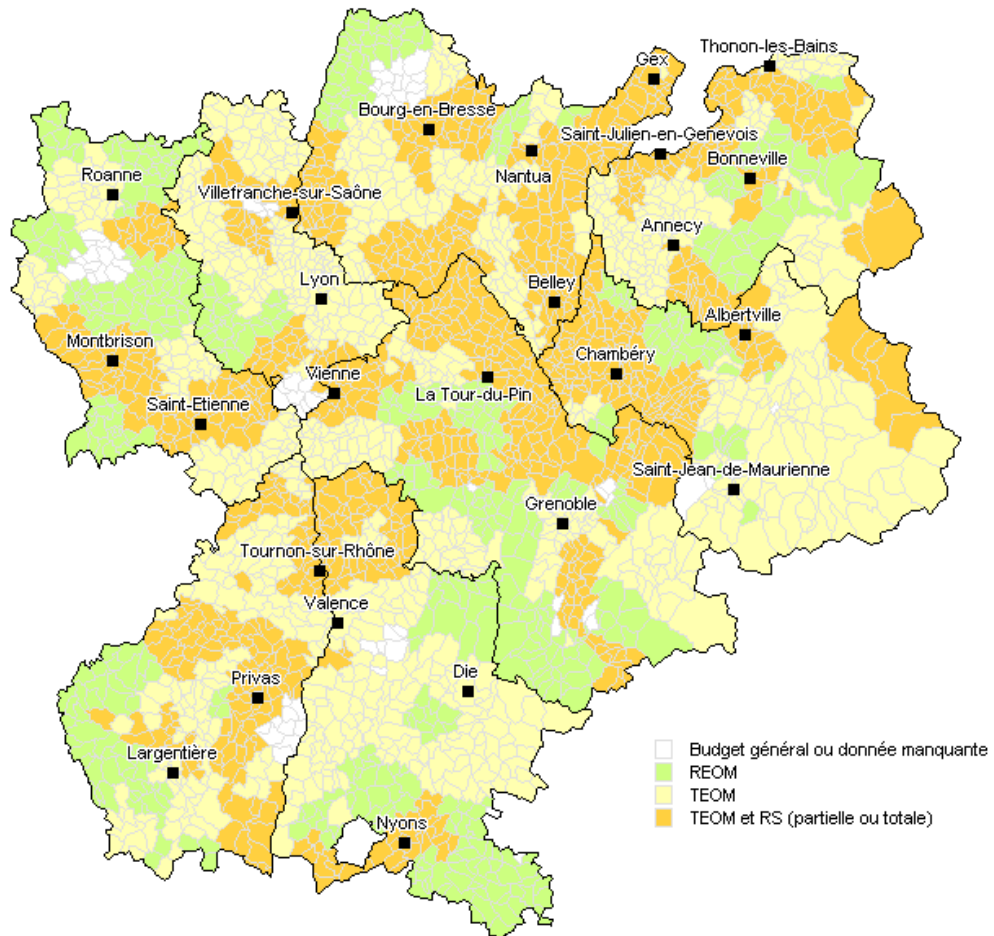 Thonon-les-Bains
Gex
Bourg-en-Bresse
Saint-Julien-en-Genevois
Bonneville
Roanne
Nantua
Villefranche-sur-Saône
Annecy
Lyon
Belley
Albertville
Montbrison
Chambéry
Vienne
La Tour-du-Pin
Saint-Etienne
Saint-Jean-de-Maurienne
Grenoble
Tournon-sur-Rhône
Valence
Die
Privas
Largentière
Nyons
Budget général ou donnée manquante
REOM
TEOM
TEOM et RS (partielle ou totale)